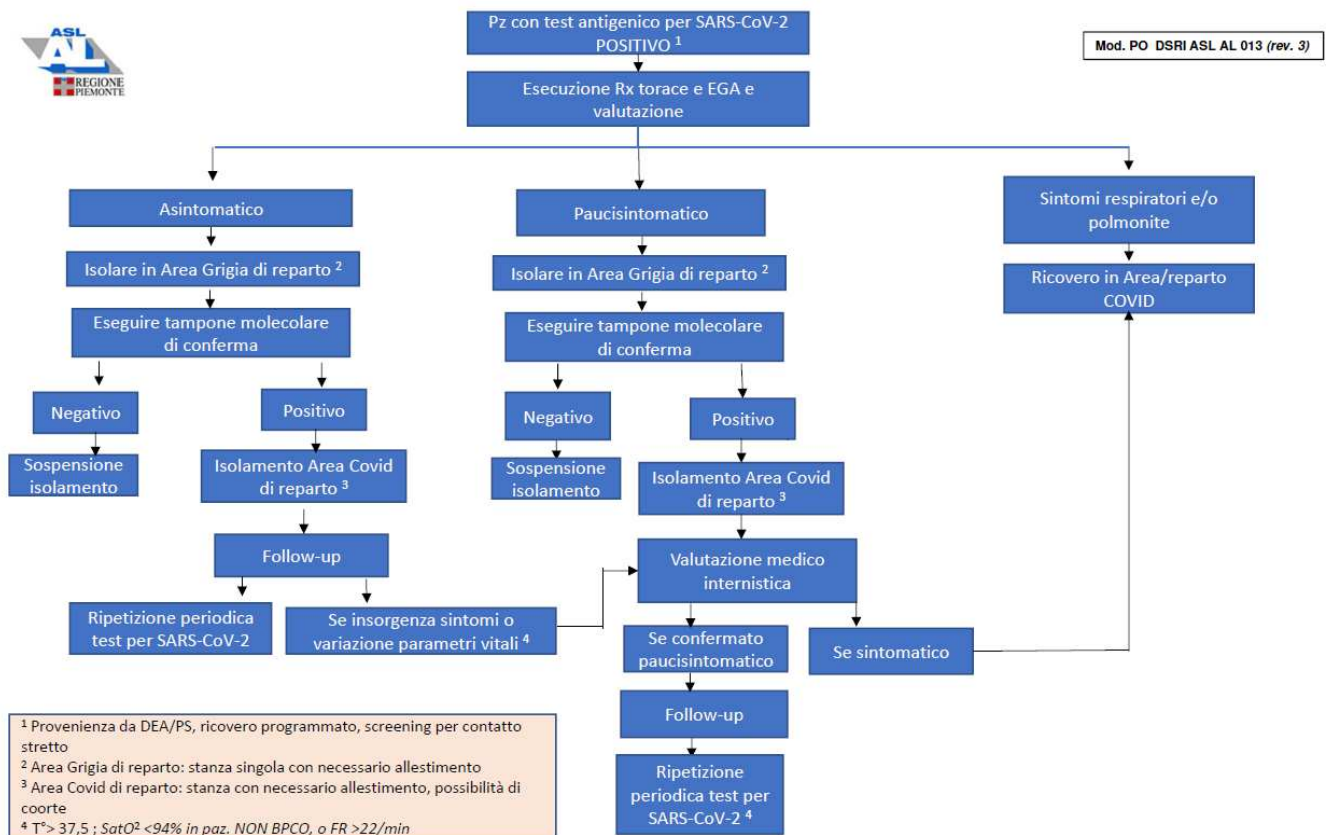 ASL
AL
REGIONE
PIEMONTE
Mod. PO DSRI ASL AL 013 (rev. 3)
Pz con test antigenico per SARS-CoV-2
POSITIVO ¹
Esecuzione Rx torace e EGA e
valutazione
Asintomatico
Isolare in Area Grigia di reparto ²
Eseguire tampone molecolare
di conferma
Negativo
Sospensione
isolamento
Positivo
Isolamento Area Covid
di reparto ³
Follow-up
Ripetizione periodica
test per SARS-CoV-2
Se insorgenza sintomi o
variazione parametri vitali ⁴
Paucisintomatico
Isolare in Area Grigia di reparto ²
Eseguire tampone molecolare
di conferma
Negativo
Sospensione
isolamento
Positivo
Isolamento Area Covid
di reparto ³
Valutazione medico
internistica
Se confermato
paucisintomatico
Follow-up
Ripetizione
periodica test per
SARS-CoV-2 ⁴
Se sintomatico
Sintomi respiratori e/o
polmonite
Ricovero in Area/reparto
COVID
¹ Provenienza da DEA/PS, ricovero programmato, screening per contatto
stretto
² Area Grigia di reparto: stanza singola con necessario allestimento
³ Area Covid di reparto: stanza con necessario allestimento, possibilità di
coorte
⁴ T°> 37,5 ; SatO² <94% in paz. NON BPCO, o FR >22/min